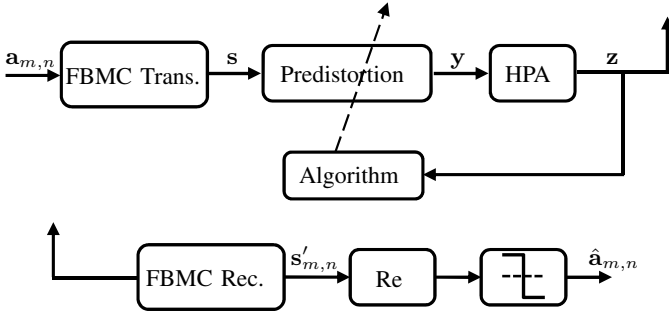 a_{m,n}
FBMC Trans.
s
Predistortion
y
HPA
z
Algorithm
FBMC Rec.
s'_{m,n}
Re
â_{m,n}